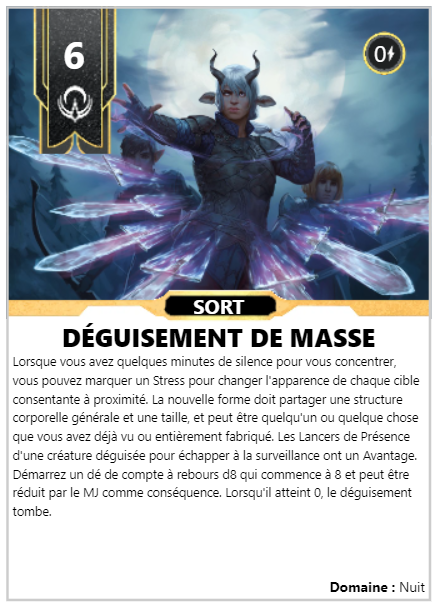 6
0
SORT
DÉGUISEMENT DE MASSE
Lorsque vous avez quelques minutes de silence pour vous concentrer,
vous pouvez marquer un Stress pour changer l'apparence de chaque cible
consentante à proximité. La nouvelle forme doit partager une structure
corporelle générale et une taille, et peut être quelqu'un ou quelque chose
que vous avez déjà vu ou entièrement fabriqué. Les Lancers de Présence
d'une créature déguisée pour échapper à la surveillance ont un Avantage.
Démarrez un dé de compte à rebours d8 qui commence à 8 et peut être
réduit par le MJ comme conséquence. Lorsqu'il atteint 0, le déguisement
tombe.
Domaine : Nuit